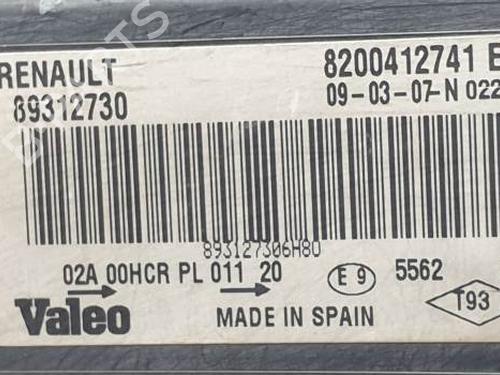 RENAULT 8200412741 E
89312730 09-03-07-N 022
893127306H80
02A 00HCR PL 011 20 E 9 5562
Valeo MADE IN SPAIN T93